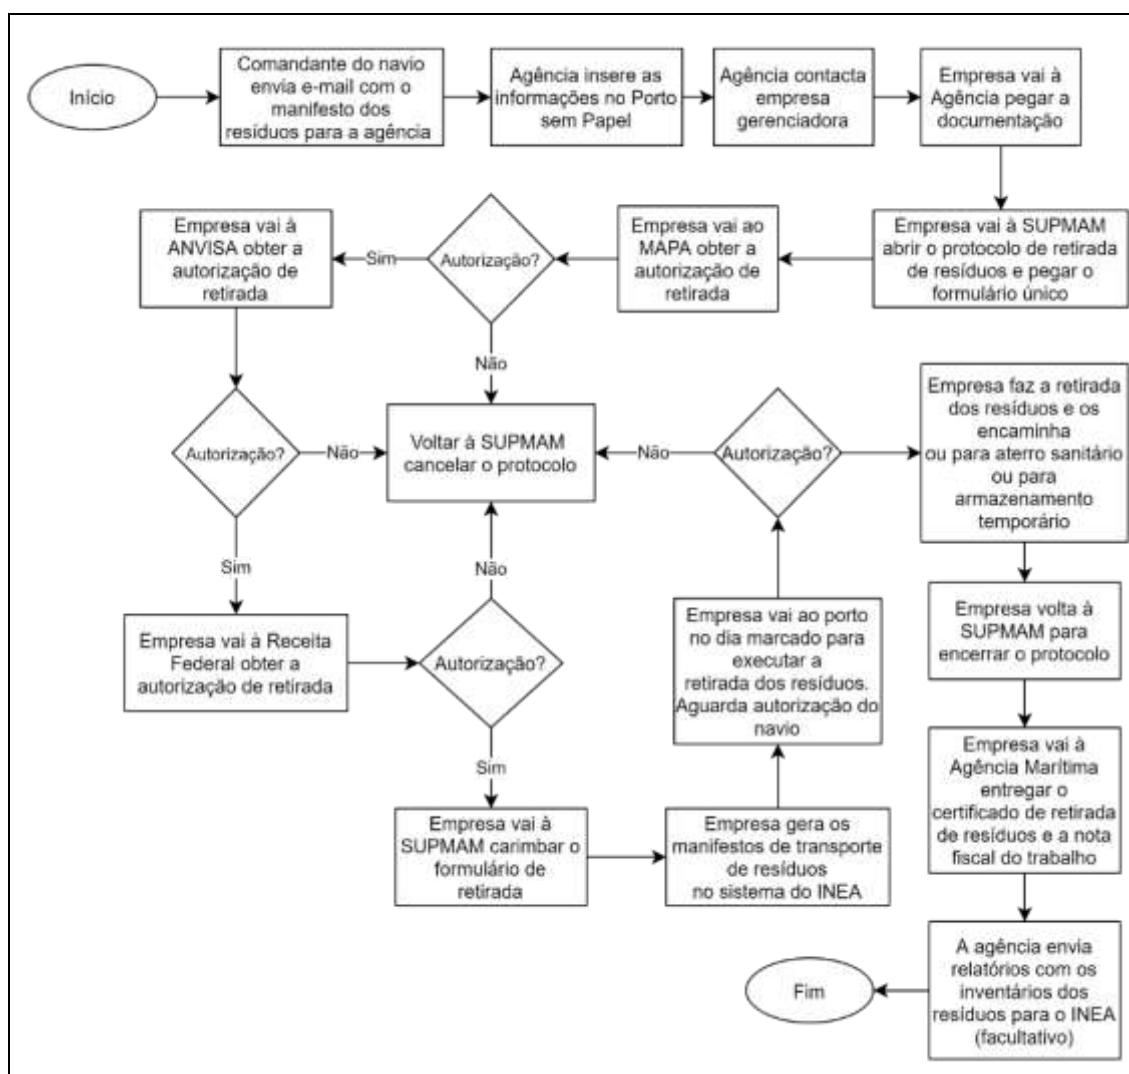 Início
Comandante do navio
envia e-mail com o
manifesto dos
resíduos para a agência
Agência insere as
informações no Porto
sem Papel
Agência contacta
empresa
gerenciadora
Empresa vai à
Agência pegar a
documentação
Empresa vai à SUPMAM
abrir o protocolo de retirada
de resíduos e pegar o
formulário único
Empresa vai ao
MAPA obter a
autorização de
retirada
Autorização?
Sim
Não
Empresa vai à
ANVISA obter a
autorização de
retirada
Autorização?
Não
Sim
Voltar à SUPMAM
cancelar o protocolo
Empresa vai à Receita
Federal obter a
autorização de retirada
Autorização?
Não
Sim
Empresa vai à
SUPMAM carimbar o
formulário de
retirada
Empresa gera os
manifestos de transporte
de resíduos
no sistema do INEA
Empresa vai ao porto
no dia marcado para
executar a
retirada dos resíduos.
Aguarda autorização do
navio
Autorização?
Não
Empresa faz a retirada
dos resíduos e os
encaminha
ou para aterro sanitário
ou para
armazenamento
temporário
Empresa volta à
SUPMAM para
encerrar o protocolo
Empresa vai à
Agência Marítima
entregar o
certificado de retirada
de resíduos e a nota
fiscal do trabalho
A agência envia
relatórios com os
inventários dos
resíduos para o INEA
(facultativo)
Fim